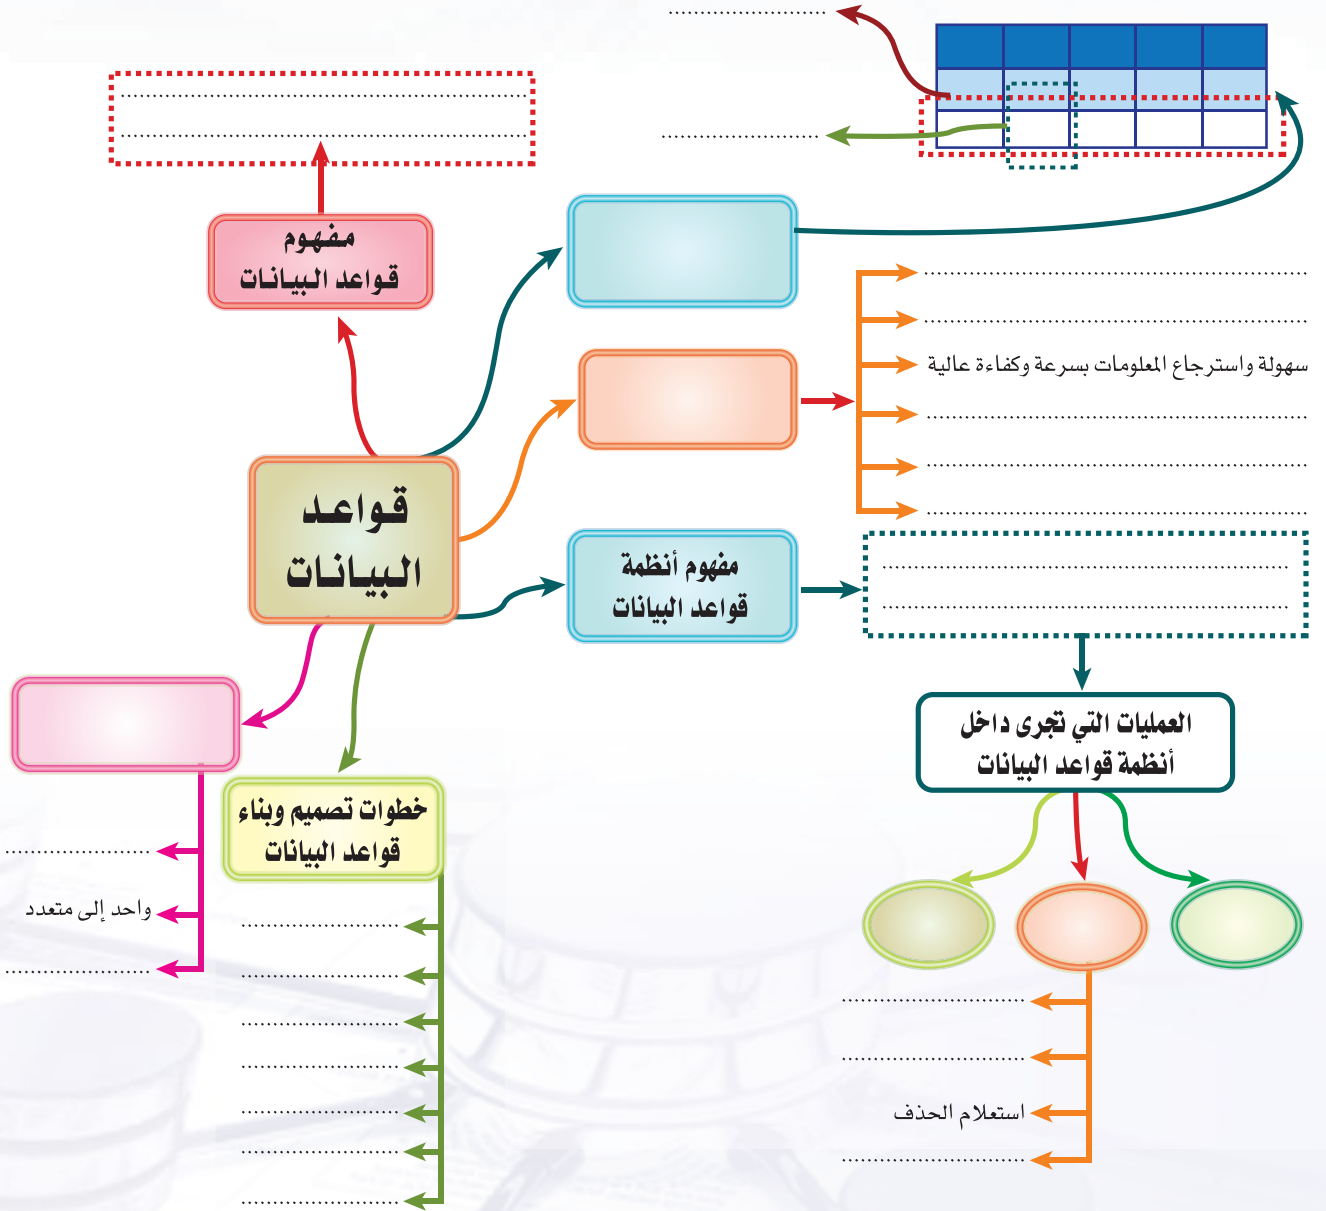 مفهوم
قواعد البيانات
سهولة واسترجاع المعلومات بسرعة وكفاءة عالية
قواعد
البيانات
مفهوم أنظمة
قواعد البيانات
العمليات التي تجرى داخل
أنظمة قواعد البيانات
خطوات تصميم وبناء
قواعد البيانات
واحد إلى متعدد
استعلام الحذف